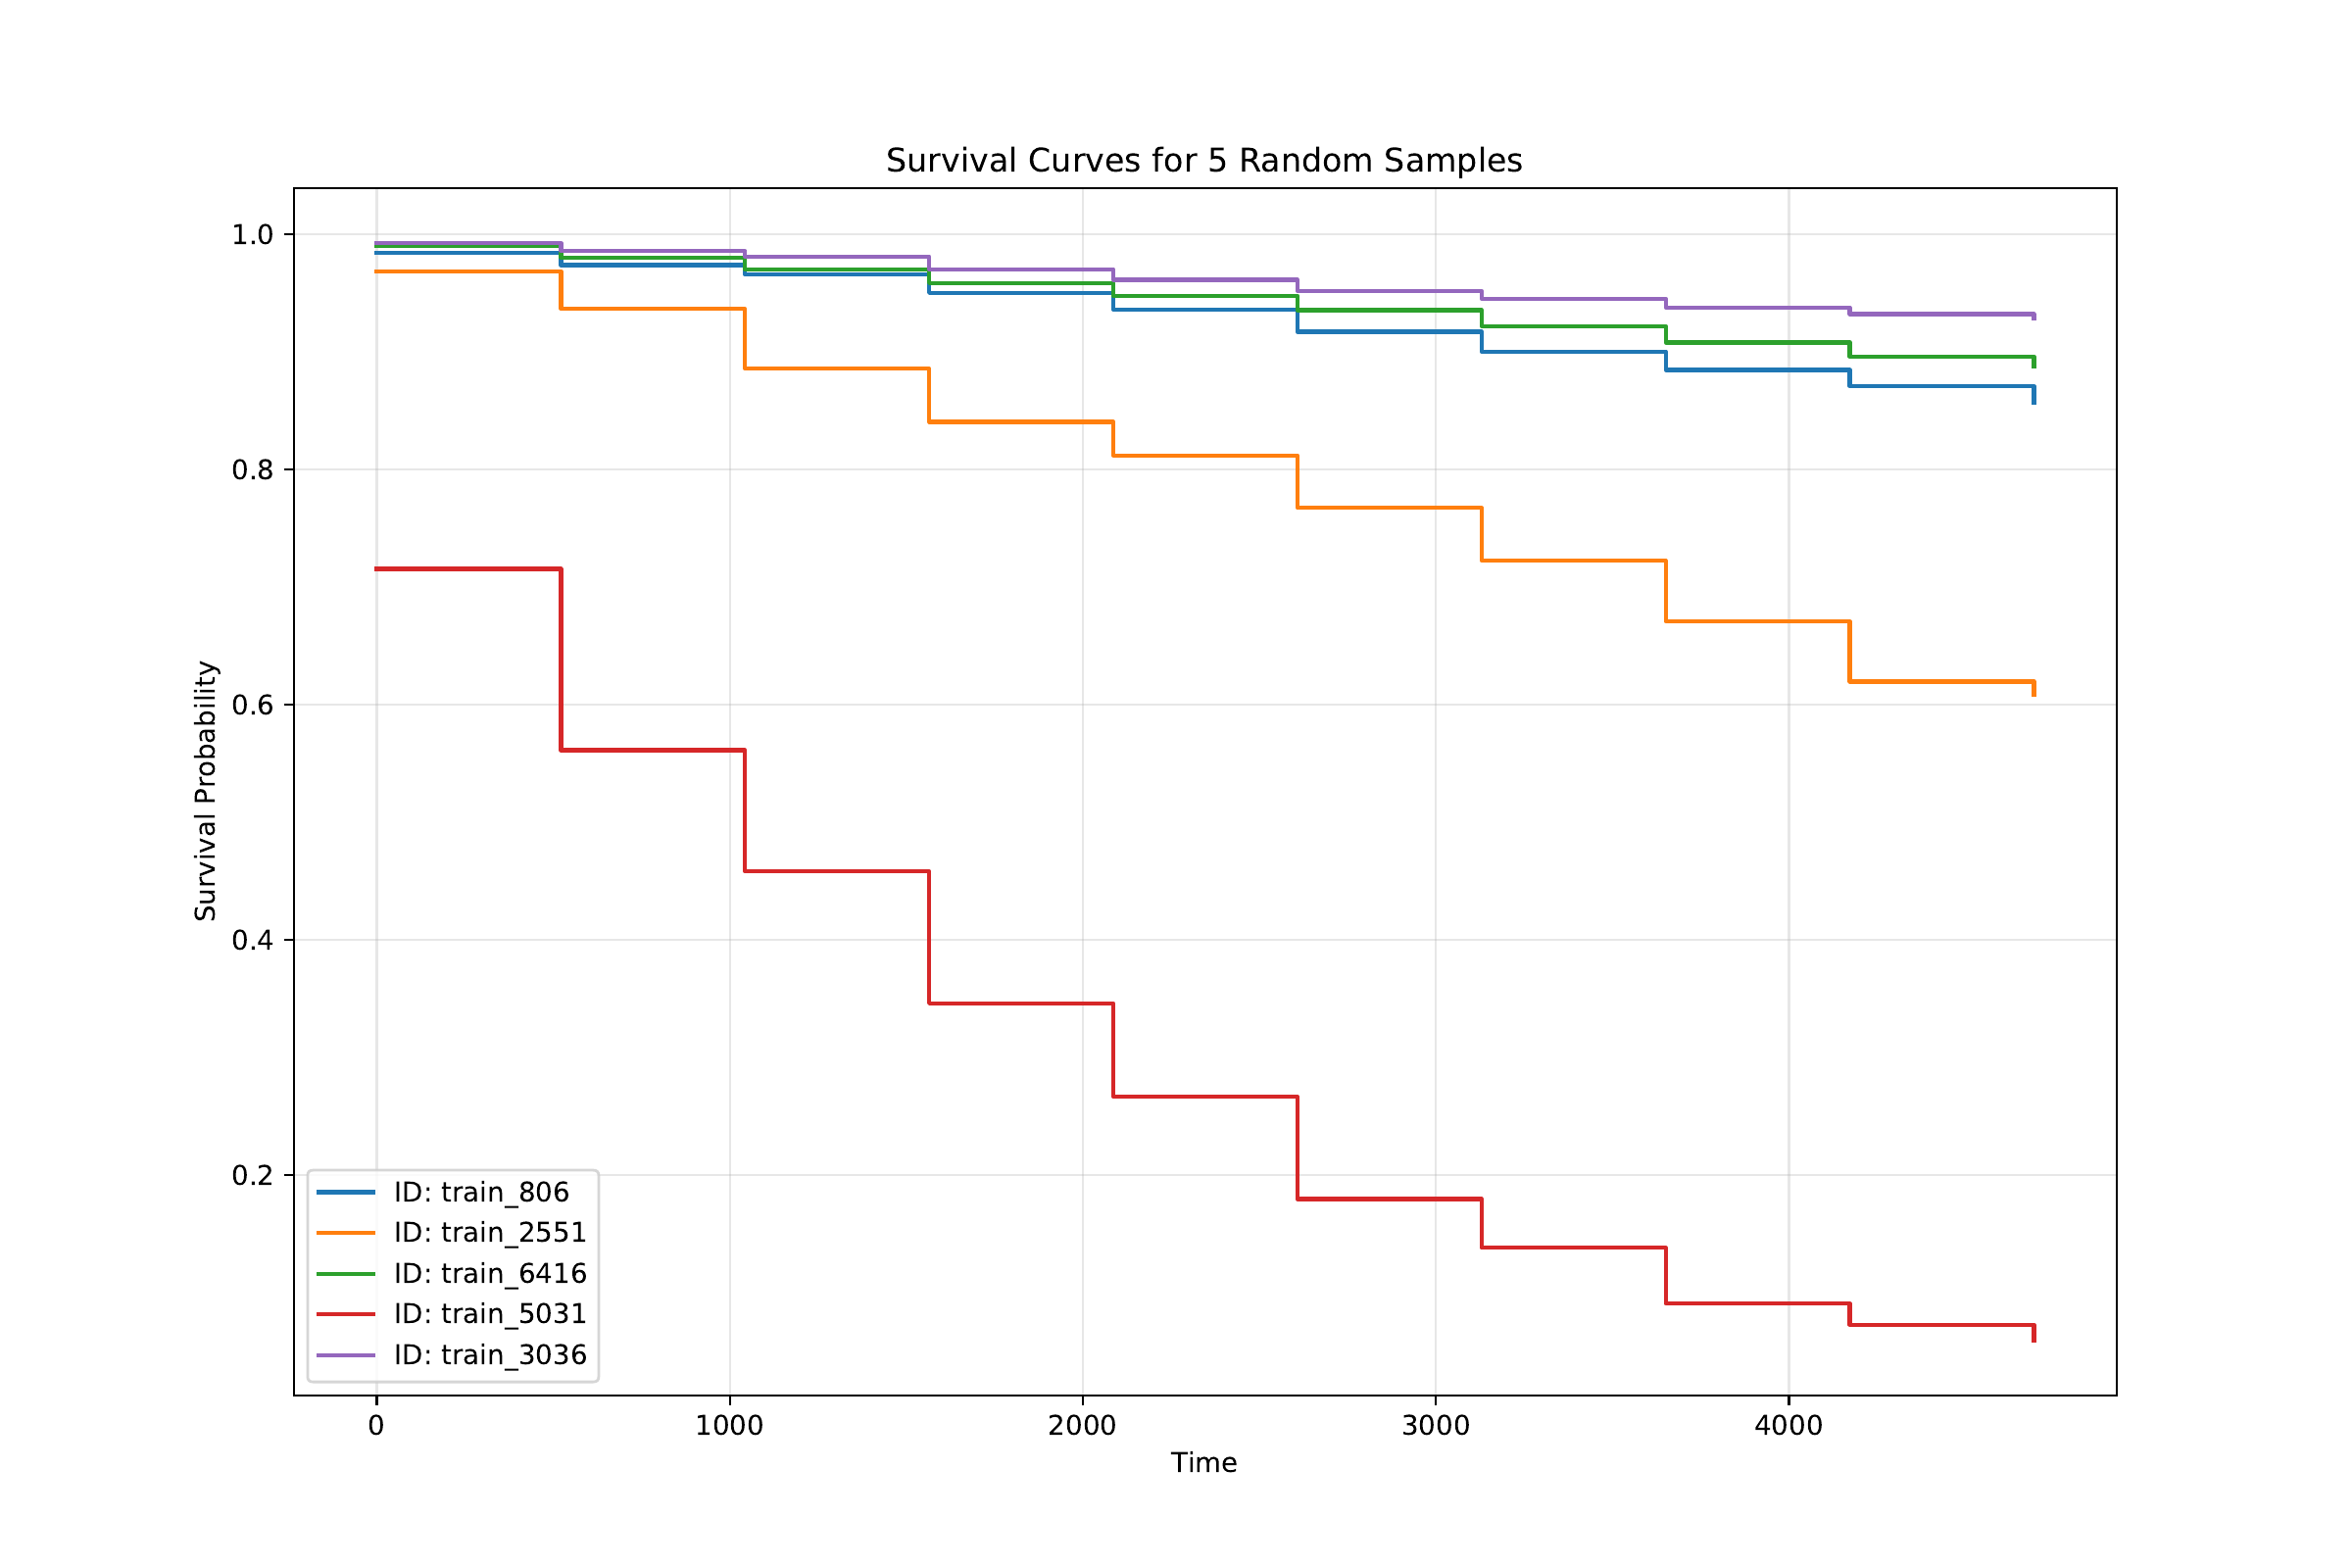 Survival Curves for 5 Random Samples
1.0
0.8
0.6
0.4
0.2
Survival Probability
ID: train_806
ID: train_2551
ID: train_6416
ID: train_5031
ID: train_3036
0 1000 2000 3000 4000
Time